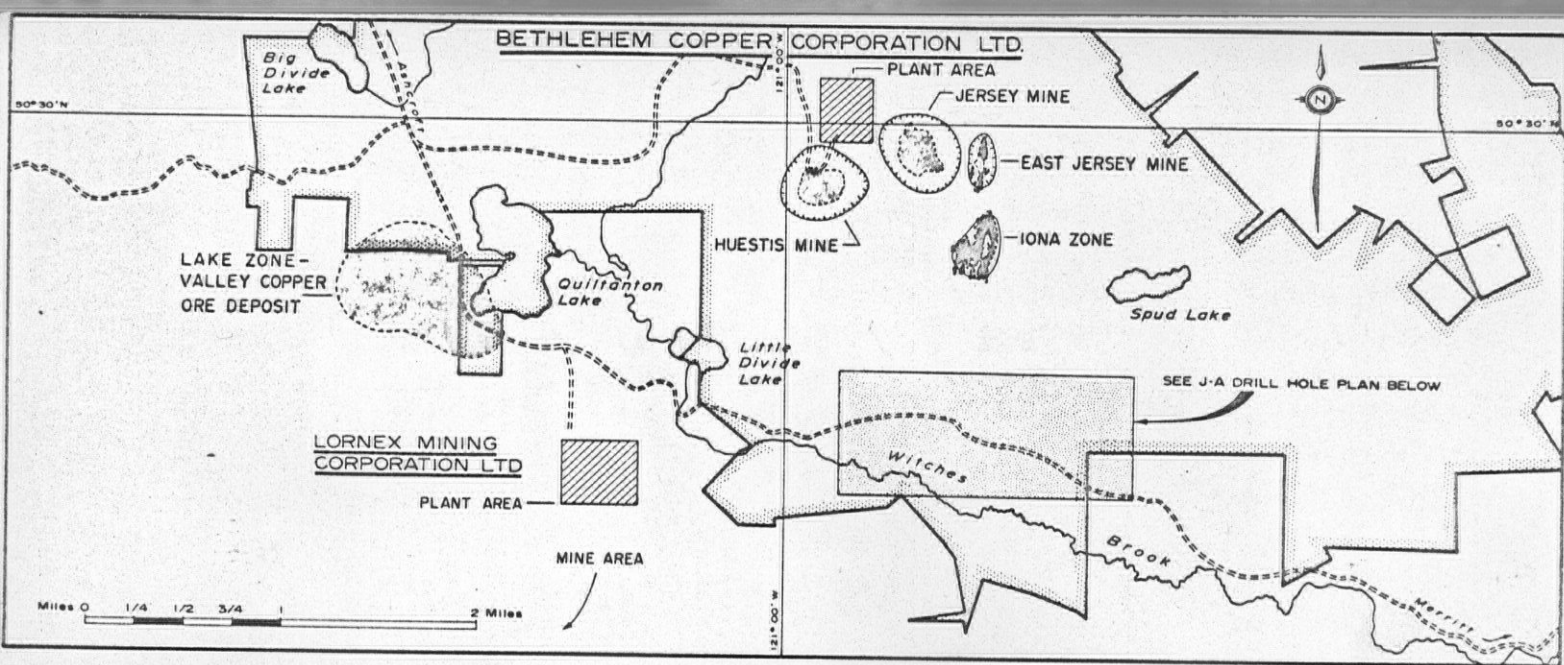 BETHLEHEM COPPER CORPORATION LTD.
Big
Divide
Lake
Ashcroft
121° 00' W
PLANT AREA
JERSEY MINE
50° 30' N
50° 30' N
N
EAST JERSEY MINE
HUESTIS MINE
IONA ZONE
LAKE ZONE-
VALLEY COPPER
ORE DEPOSIT
Quiltanton
Lake
Spud Lake
Little
Divide
Lake
SEE J-A DRILL HOLE PLAN BELOW
LORNEX MINING
CORPORATION LTD
PLANT AREA
Witches
Brook
MINE AREA
Miles 0 1/4 1/2 3/4 1 2 Miles
121° 00' W
Merritt